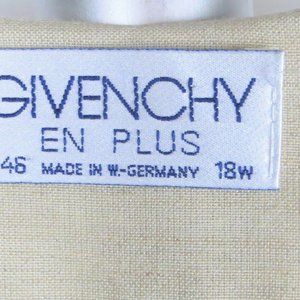 GIVENCHY
EN PLUS
46 MADE IN W.-GERMANY 18W